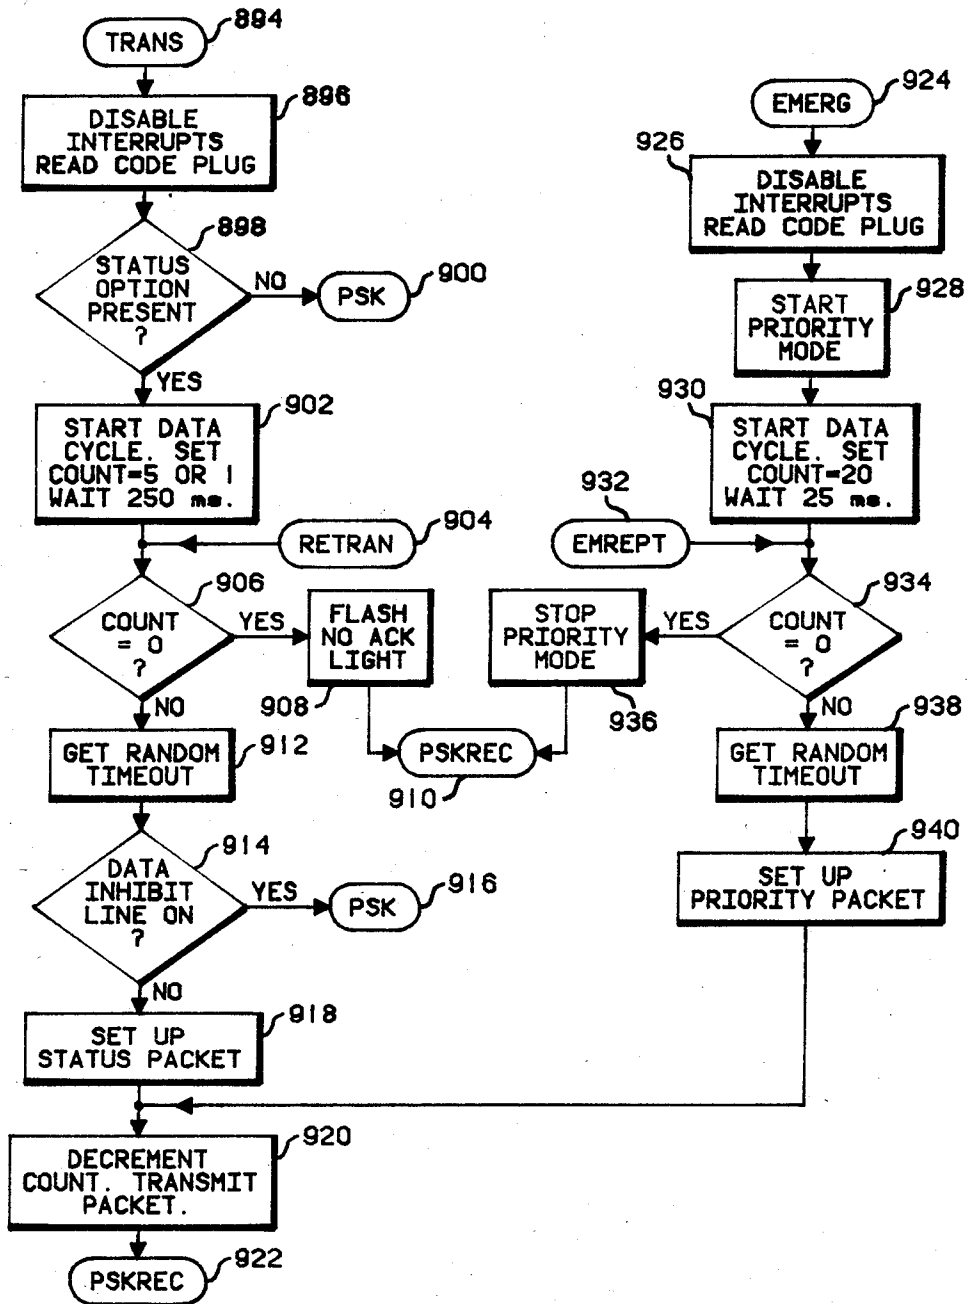 TRANS
894
DISABLE
INTERRUPTS
READ CODE PLUG
896
STATUS
OPTION
PRESENT
?
898
NO
PSK
900
YES
START DATA
CYCLE. SET
COUNT=5 OR 1
WAIT 250 ms.
902
RETRAN
904
COUNT
= 0
?
906
YES
FLASH
NO ACK
LIGHT
908
NO
GET RANDOM
TIMEOUT
912
PSKREC
910
DATA
INHIBIT
LINE ON
?
914
YES
PSK
916
NO
SET UP
STATUS PACKET
918
DECREMENT
COUNT. TRANSMIT
PACKET.
920
PSKREC
922
EMERG
924
926
DISABLE
INTERRUPTS
READ CODE PLUG
START
PRIORITY
MODE
928
930
START DATA
CYCLE. SET
COUNT=20
WAIT 25 ms.
932
EMREPT
COUNT
= 0
?
934
YES
STOP
PRIORITY
MODE
936
NO
GET RANDOM
TIMEOUT
938
SET UP
PRIORITY PACKET
940